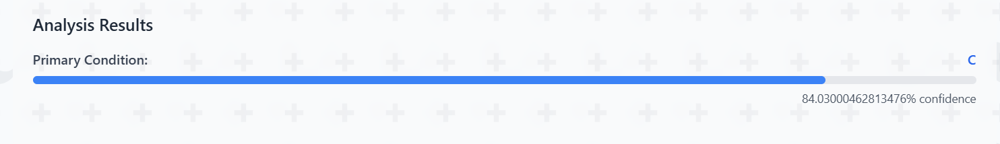 Analysis Results
Primary Condition: C
84.03000462813476% confidence